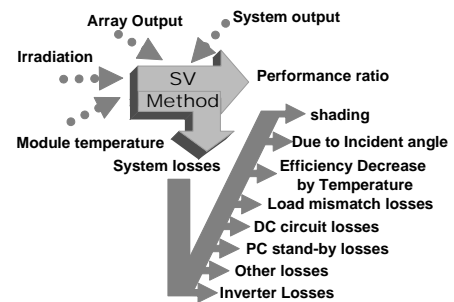 Array Output
System output
Irradiation
SV
Method
Performance ratio
Module temperature
System losses
shading
Due to Incident angle
Efficiency Decrease
by Temperature
Load mismatch losses
DC circuit losses
PC stand-by losses
Other losses
Inverter Losses